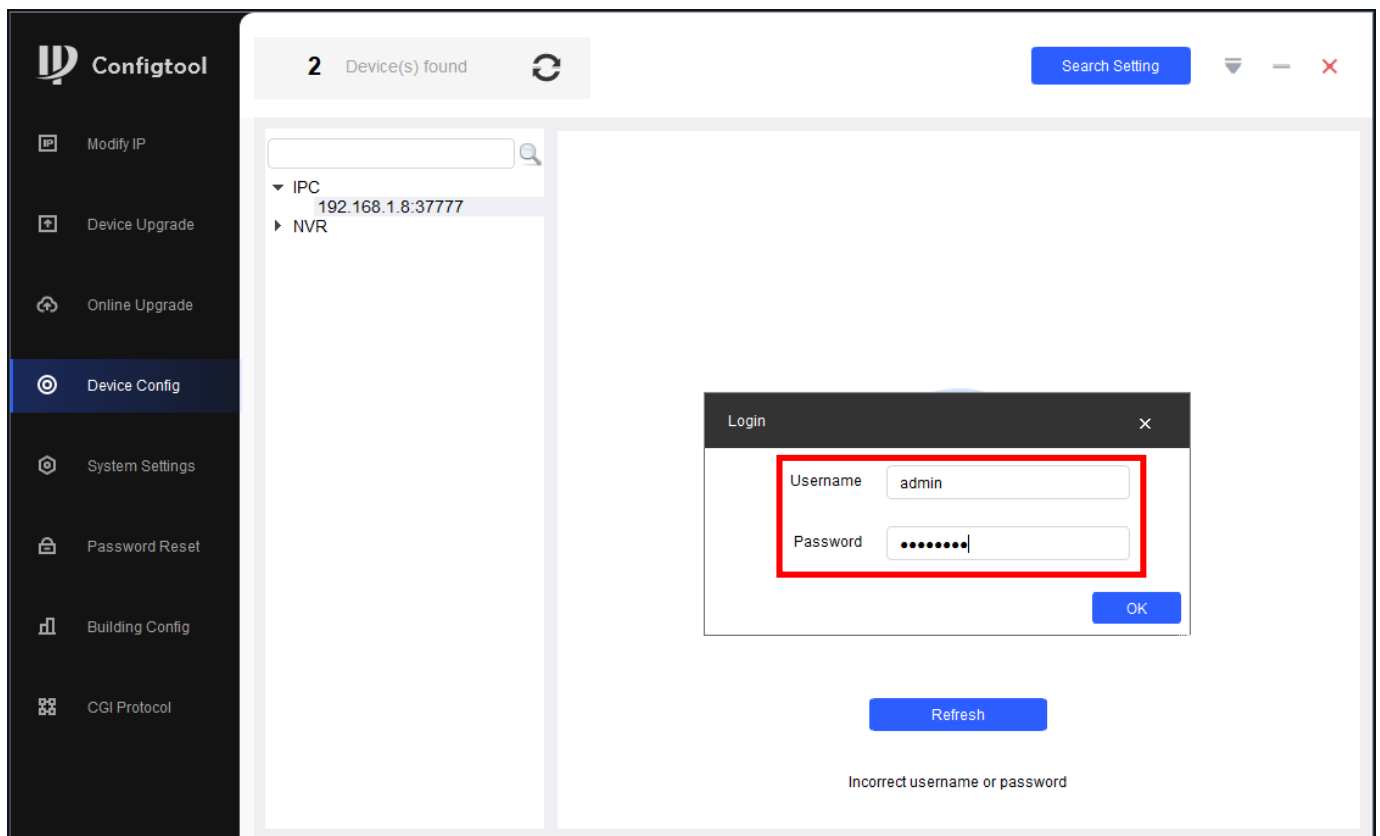 IP Configtool
2 Device(s) found
Search Setting
Modify IP
Device Upgrade
Online Upgrade
Device Config
System Settings
Password Reset
Building Config
CGI Protocol
IPC
192.168.1.8:37777
NVR
Login
Username admin
Password ••••••••
OK
Refresh
Incorrect username or password